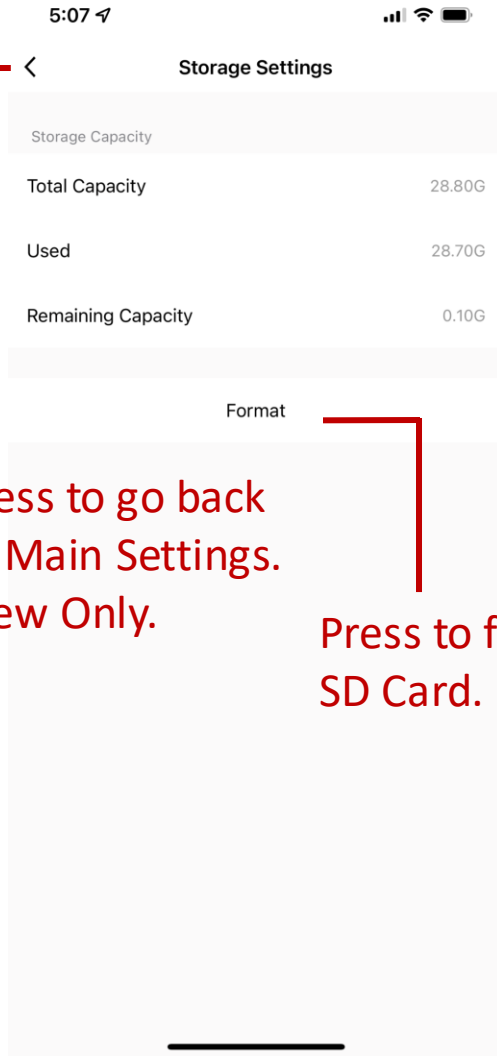 5:07
Storage Settings
Storage Capacity
Total Capacity 28.80G
Used 28.70G
Remaining Capacity 0.10G
Format
ess to go back
Main Settings.
ew Only.
Press to f
SD Card.